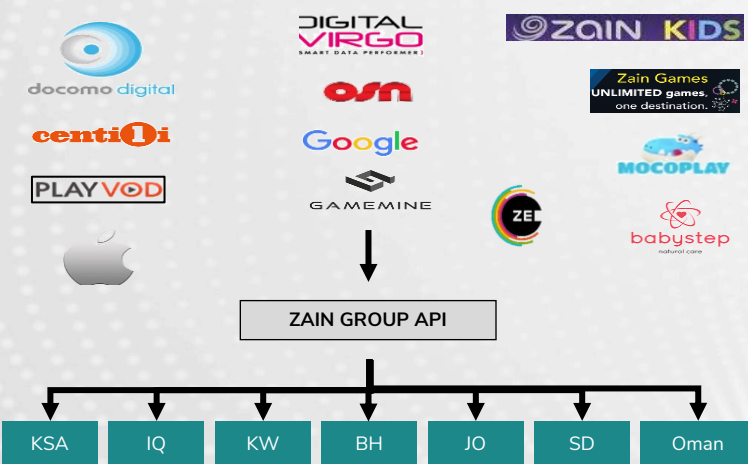 docomo digital
centili
PLAYVOD
DIGITAL
VIRGO
SMART DATA PERFORMER)
osn
Google
GAMEMINE
ZAIN KIDS
Zain Games
UNLIMITED games,
one destination.
MOCOPLAY
ZE
babystep
natural care
ZAIN GROUP API
KSA
IQ
KW
BH
JO
SD
Oman